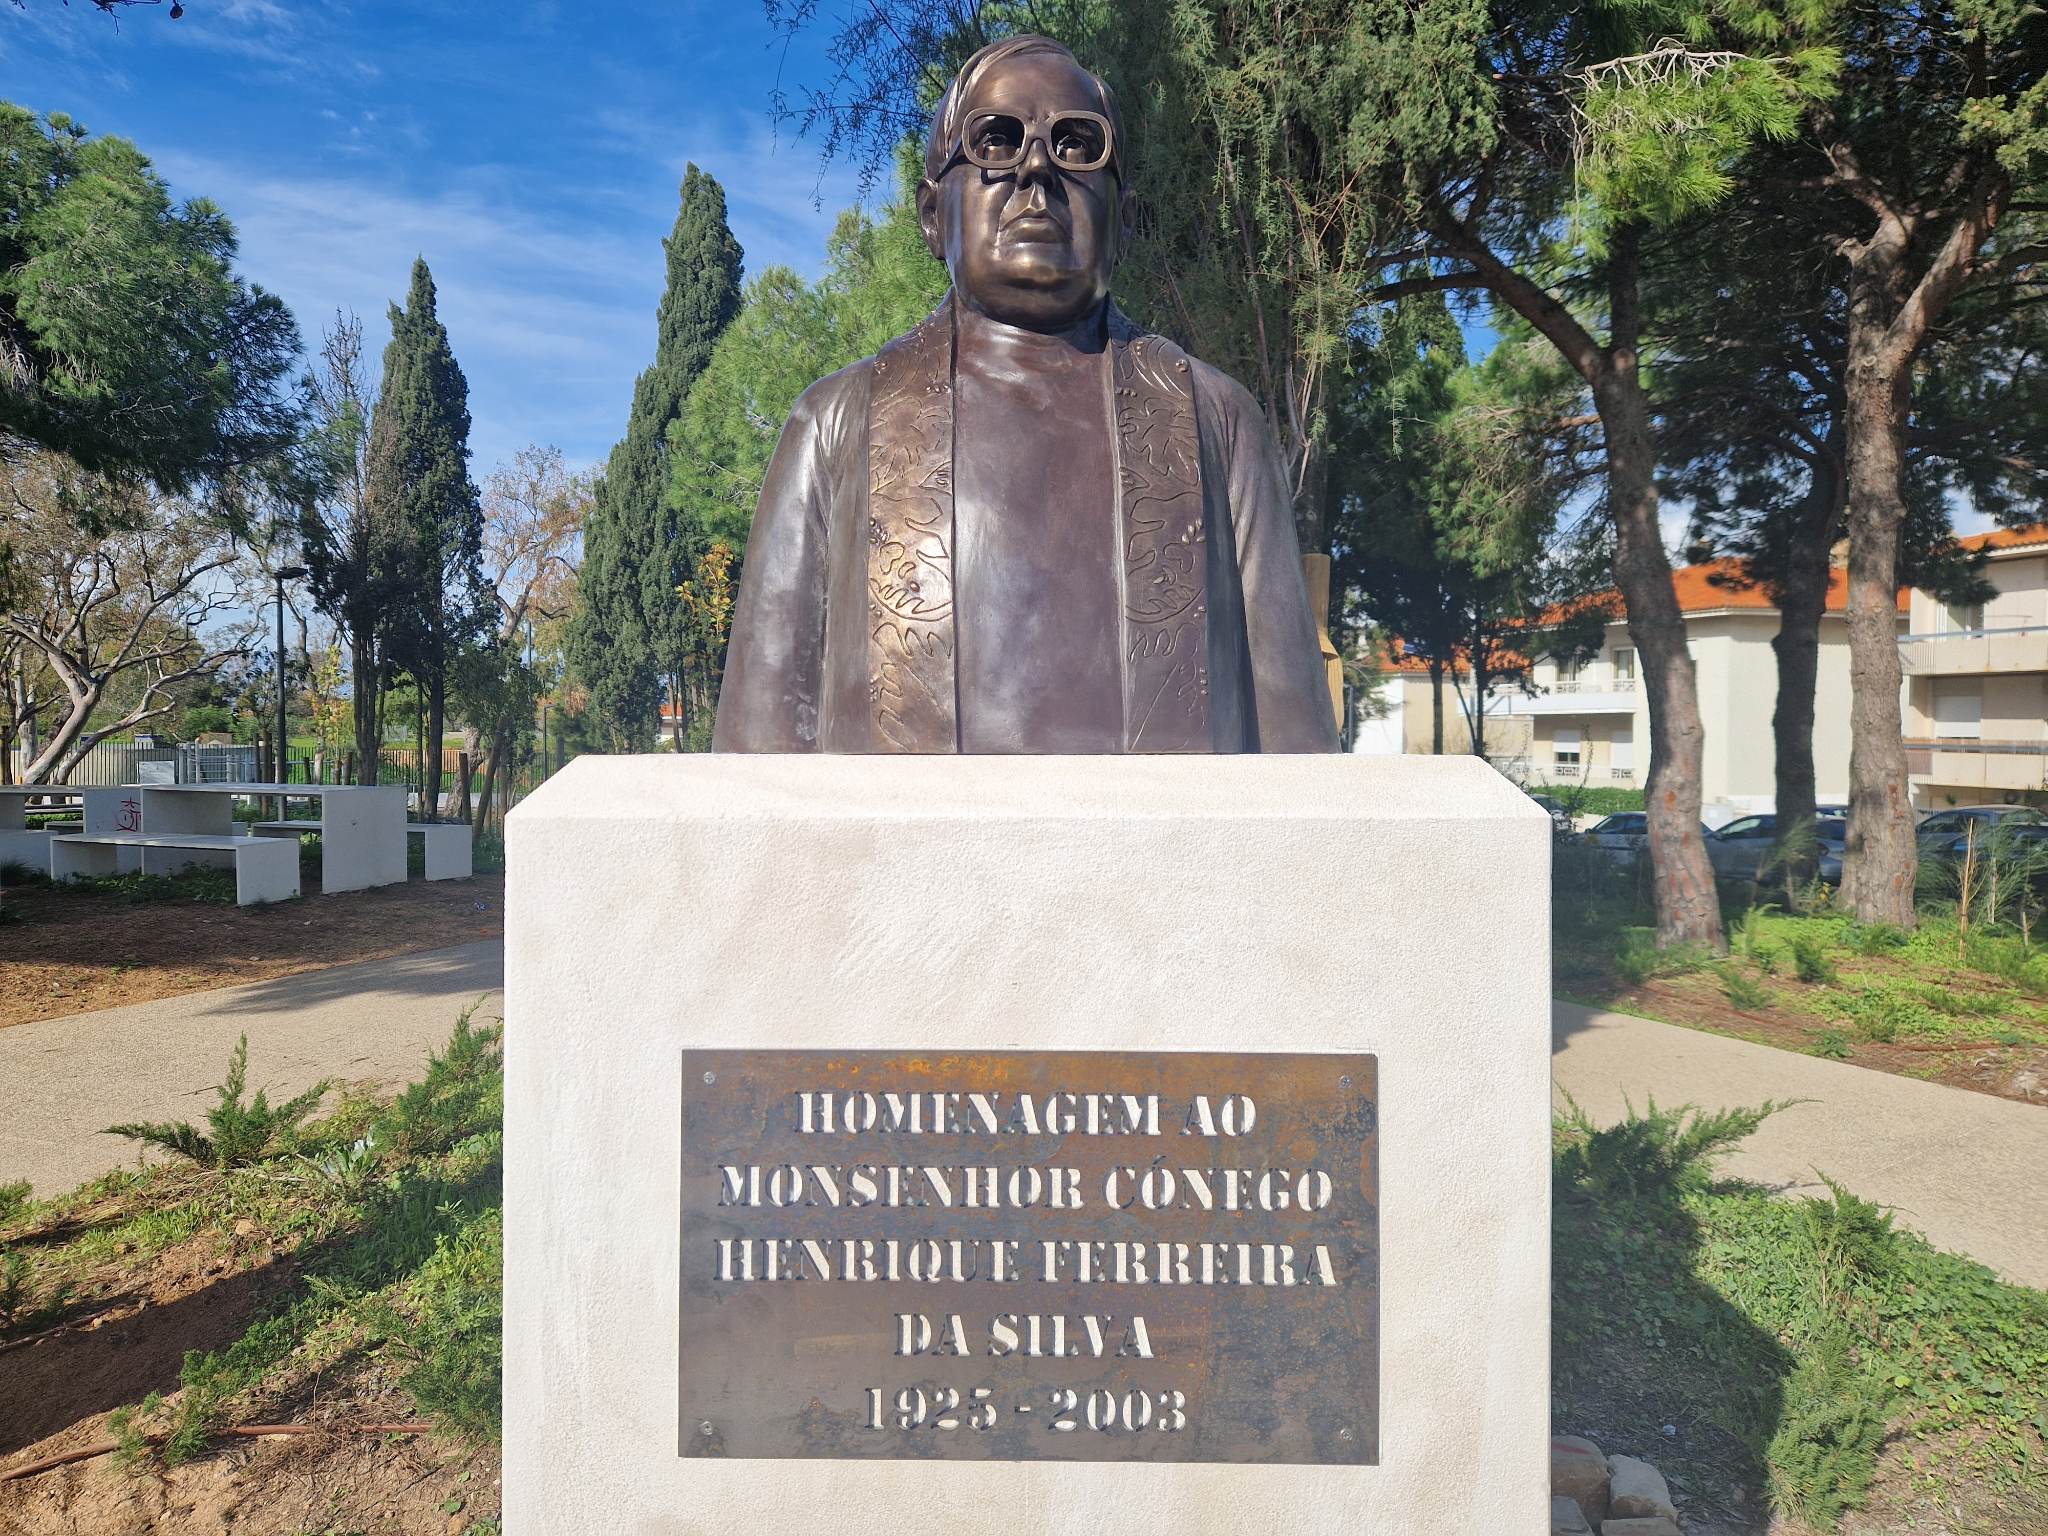 HOMENAGEM AO
MONSENHOR CÓNEGO
HENRIQUE FERREIRA
DA SILVA
1925 - 2003